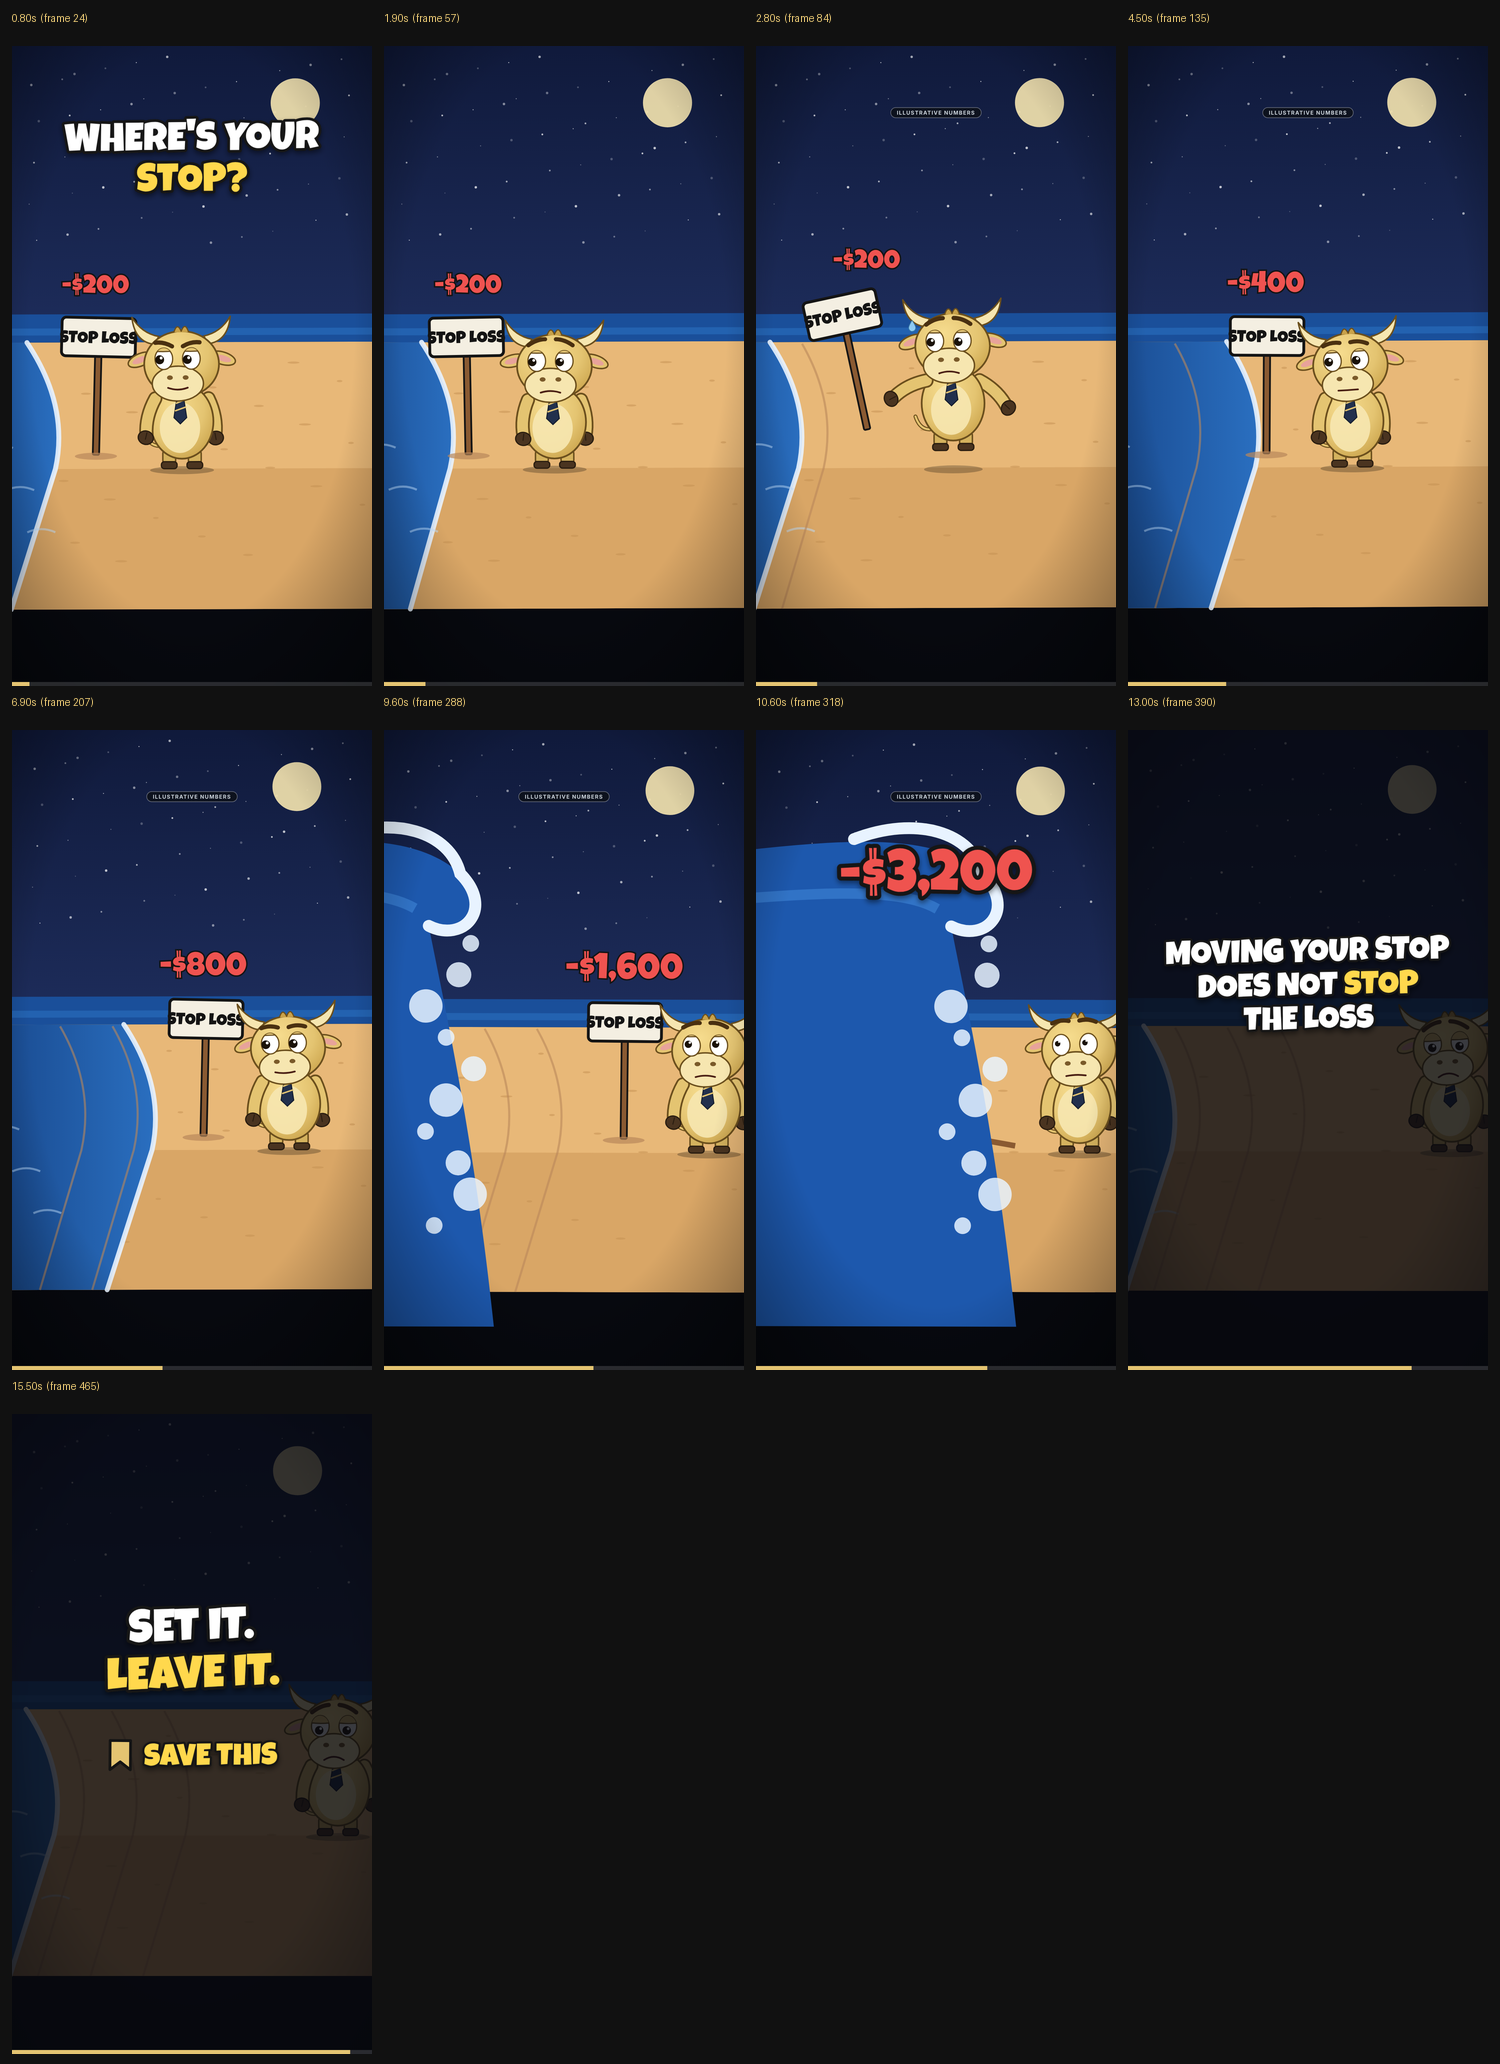 0.80s (frame 24)
WHERE'S YOUR
STOP?
-$200
STOP LOSS
1.90s (frame 57)
-$200
STOP LOSS
2.80s (frame 84)
ILLUSTRATIVE NUMBERS
-$200
STOP LOSS
4.50s (frame 135)
ILLUSTRATIVE NUMBERS
-$400
STOP LOSS
6.90s (frame 207)
ILLUSTRATIVE NUMBERS
-$800
STOP LOSS
9.60s (frame 288)
ILLUSTRATIVE NUMBERS
-$1,600
STOP LOSS
10.60s (frame 318)
ILLUSTRATIVE NUMBERS
-$3,200
13.00s (frame 390)
MOVING YOUR STOP
DOES NOT STOP
THE LOSS
15.50s (frame 465)
SET IT.
LEAVE IT.
SAVE THIS